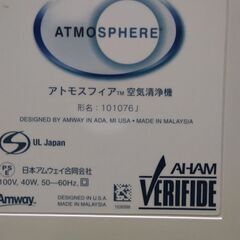 ATMOSPHERE
アトモスフィア™ 空気清浄機
形名：101076J
DESIGNED BY AMWAY IN ADA, MI USA • MADE IN MALAYSIA
UL Japan
PS E
日本アムウェイ合同会社
100V, 40W, 50—60Hz,
Amway
DESIGNED IN U.S.A.
MADE IN MALAYSIA
AHAM
VERIFIDE